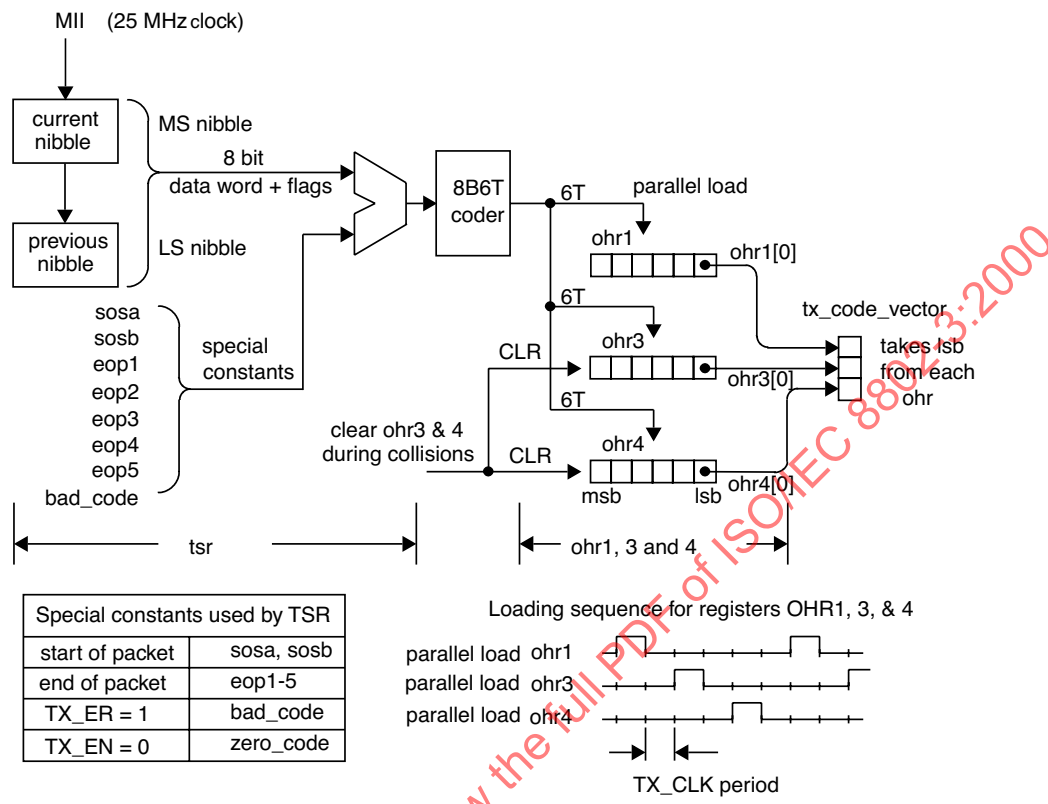 MII (25 MHz clock)
current
nibble
MS nibble
8 bit
data word + flags
previous
nibble
LS nibble
8B6T
coder
6T
parallel load
ohr1
ohr1[0]
6T
ohr3
CLR
ohr3[0]
6T
ohr4
CLR
msb
lsb
ohr4[0]
tx_code_vector
takes lsb
from each
ohr
sosa
sosb
eop1
eop2
eop3
eop4
eop5
bad_code
special
constants
clear ohr3 & 4
during collisions
tsr
ohr1, 3 and 4
Special constants used by TSR
start of packet sosa, sosb
end of packet eop1-5
TX_ER = 1 bad_code
TX_EN = 0 zero_code
Loading sequence for registers OHR1, 3, & 4
parallel load ohr1
parallel load ohr3
parallel load ohr4
TX_CLK period
w the full PDF of ISO/IEC 8802-3:2000